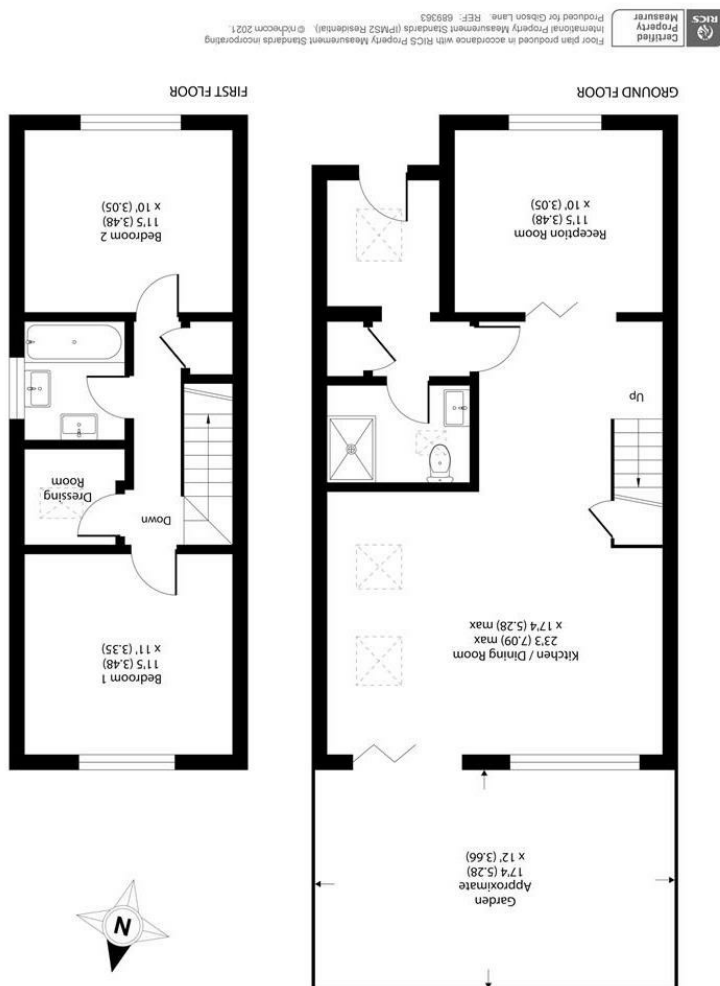 N
Garden
Approximate
17'4 (5.28)
x 12' (3.66)
Kitchen / Dining Room
23'3 (7.09) max
x 17'4 (5.28) max
Up
Reception Room
11'5 (3.48)
x 10' (3.05)
GROUND FLOOR
Bedroom 1
11'5 (3.48)
x 11' (3.35)
Down
Dressing
Room
Bedroom 2
11'5 (3.48)
x 10' (3.05)
FIRST FLOOR
RICS
Certified
Property
Measurer
Floor plan produced in accordance with RICS Property Measurement Standards incorporating
International Property Measurement Standards (IPMS2 Residential). ©nichecom 2021.
Produced for Gibson Lane. REF: 689363